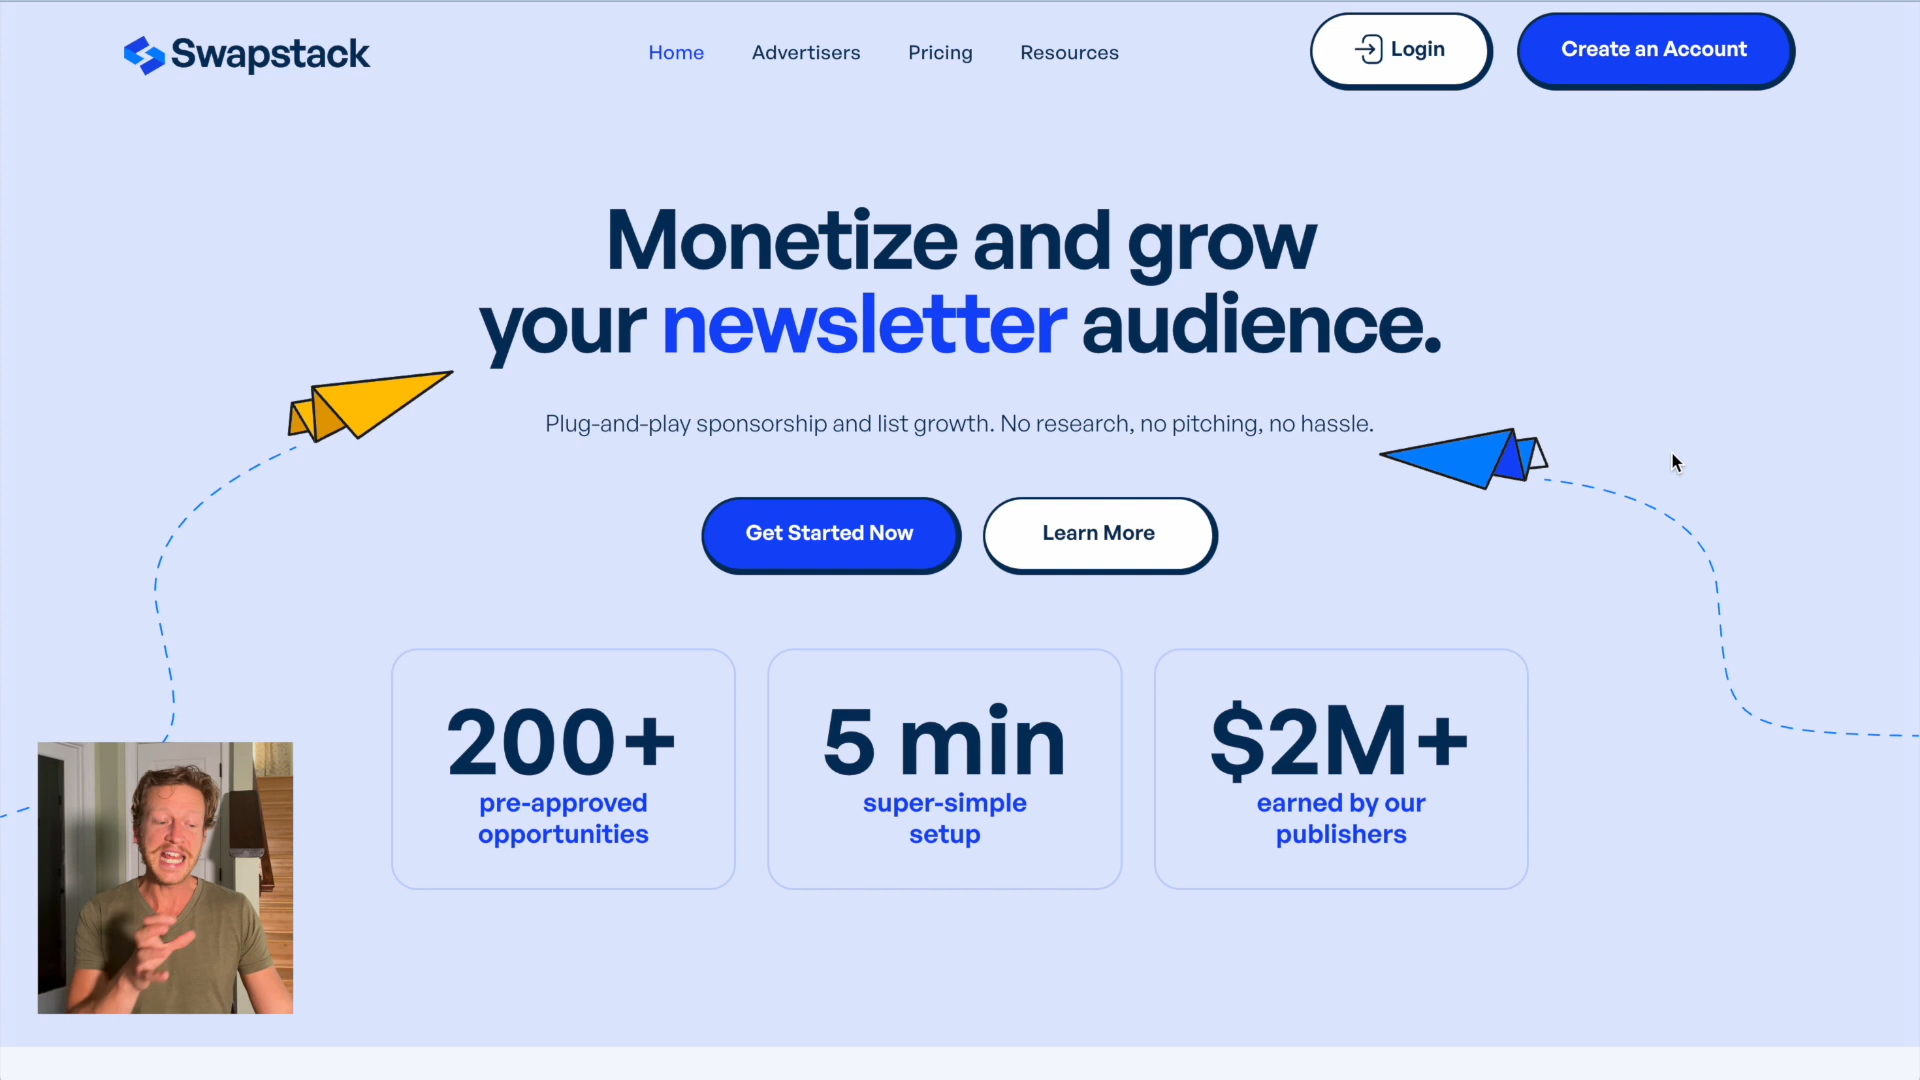 Swapstack
Home
Advertisers
Pricing
Resources
Login
Create an Account
Monetize and grow
your newsletter audience.
Plug-and-play sponsorship and list growth. No research, no pitching, no hassle.
Get Started Now
Learn More
200+
pre-approved
opportunities
5 min
super-simple
setup
$2M+
earned by our
publishers